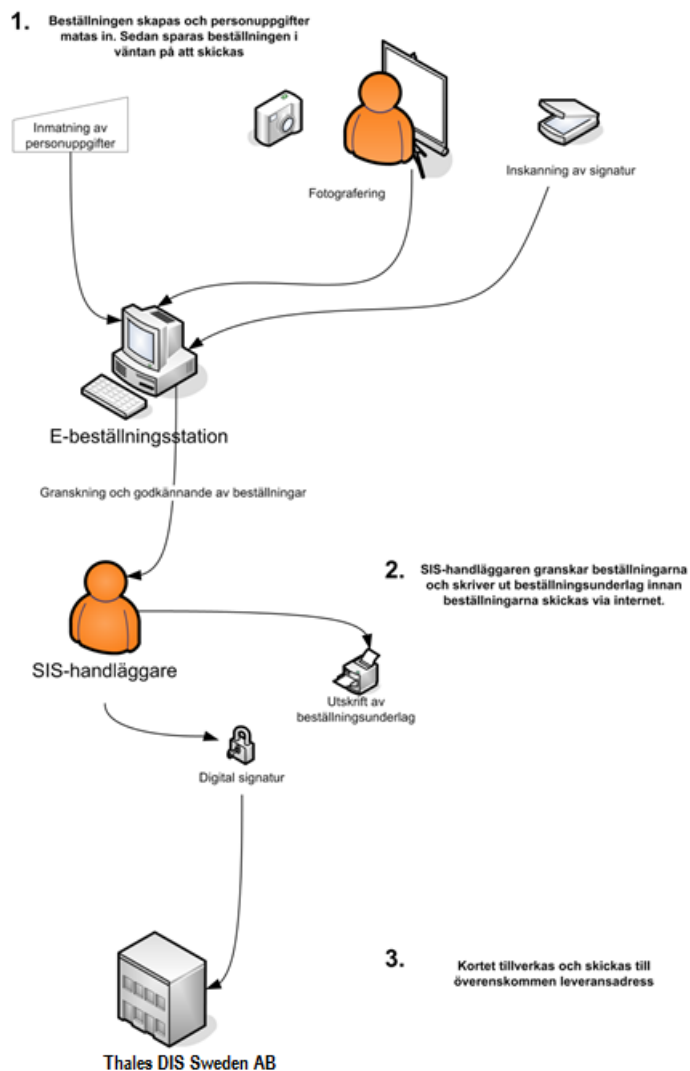 1. Beställningen skapas och personuppgifter
matas in. Sedan sparas beställningen i
väntan på att skickas
Inmatning av
personuppgifter
Fotografering
Inskanning av signatur
E-beställningsstation
Granskning och godkännande av beställningar
2. SIS-handläggaren granskar beställningarna
och skriver ut beställningsunderlag innan
beställningarna skickas via internet.
SIS-handläggare
Utskrift av
beställningsunderlag
Digital signatur
3. Kortet tillverkas och skickas till
överenskommen leveransadress
Thales DIS Sweden AB